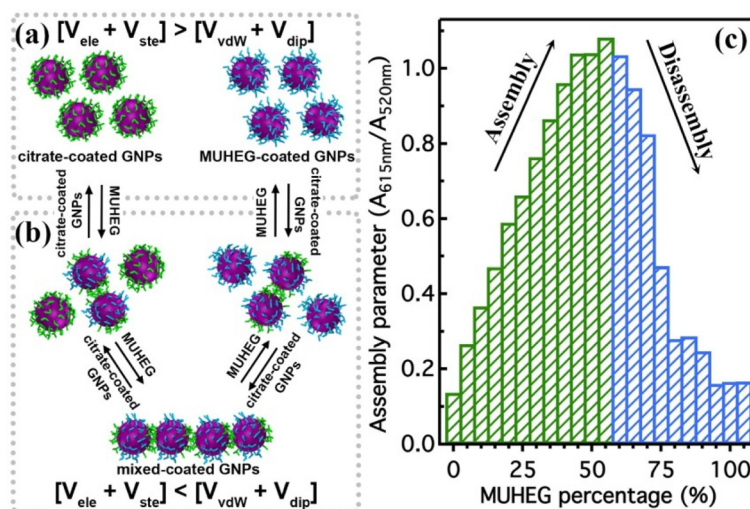 (a) [V_ele + V_ste] > [V_vdW + V_dip]
citrate-coated GNPs
MUHEG-coated GNPs
citrate-coated
GNPs
MUHEG
MUHEG
citrate-coated
GNPs
(b)
citrate-coated
GNPs
MUHEG
MUHEG
citrate-coated
GNPs
mixed-coated GNPs
[V_ele + V_ste] < [V_vdW + V_dip]
(c)
Assembly
Disassembly
Assembly parameter (A_615nm/A_520nm)
1.0
0.8
0.6
0.4
0.2
0.0
0 25 50 75 100
MUHEG percentage (%)